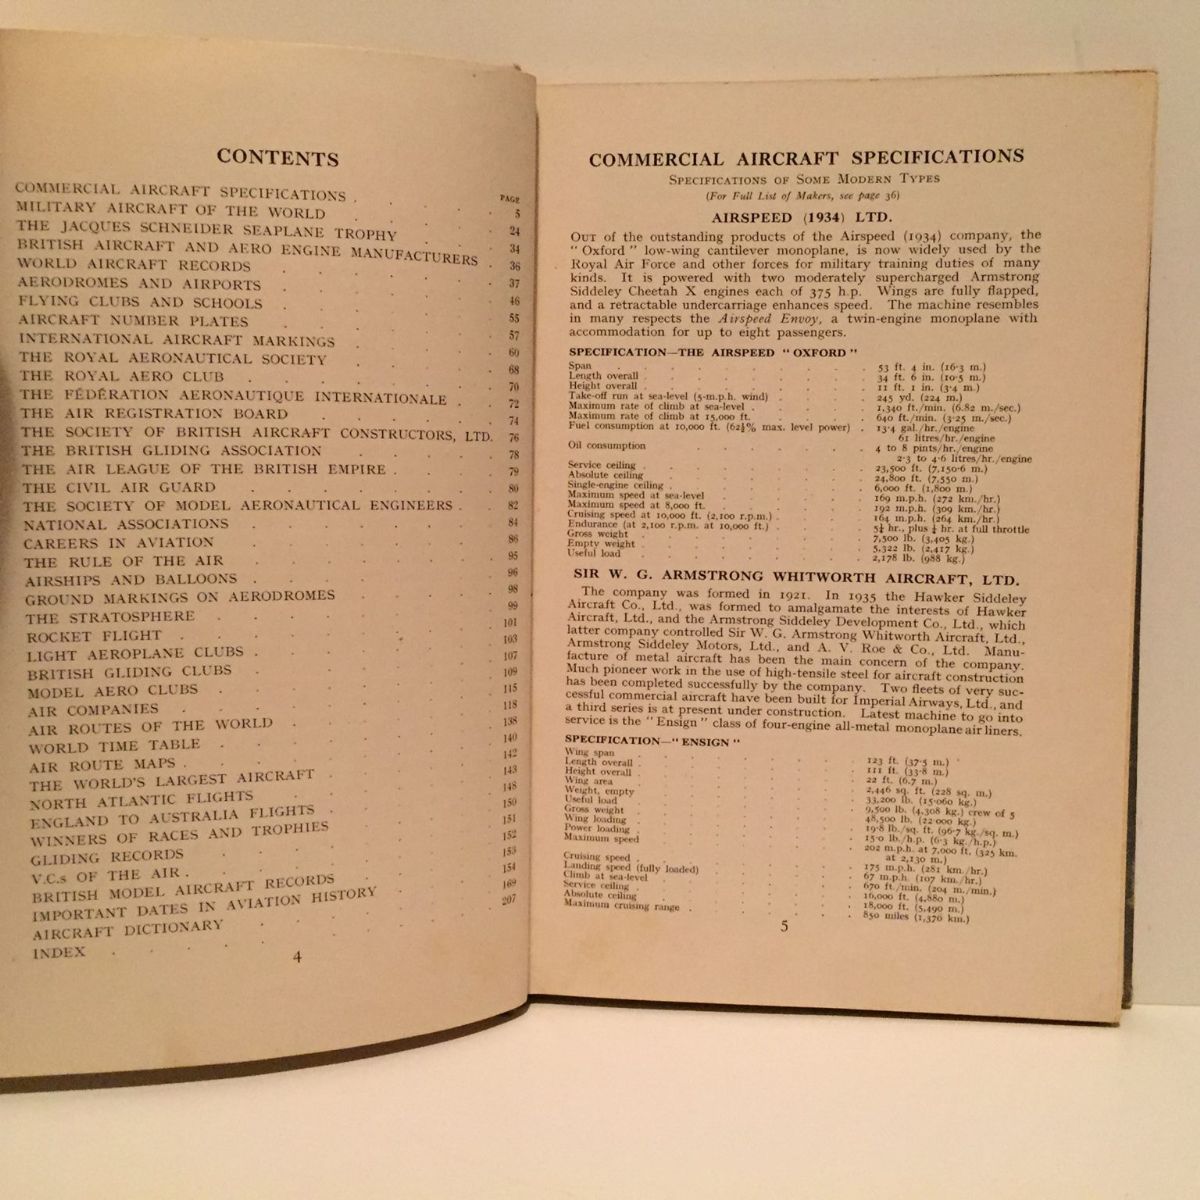 CONTENTS
PAGE
COMMERCIAL AIRCRAFT SPECIFICATIONS . 5
MILITARY AIRCRAFT OF THE WORLD 24
THE JACQUES SCHNEIDER SEAPLANE TROPHY 34
BRITISH AIRCRAFT AND AERO ENGINE MANUFACTURERS 36
WORLD AIRCRAFT RECORDS 37
AERODROMES AND AIRPORTS 46
FLYING CLUBS AND SCHOOLS 55
AIRCRAFT NUMBER PLATES 57
INTERNATIONAL AIRCRAFT MARKINGS 60
THE ROYAL AERONAUTICAL SOCIETY 68
THE ROYAL AERO CLUB 70
THE FÉDÉRATION AERONAUTIQUE INTERNATIONALE . 72
THE AIR REGISTRATION BOARD 74
THE SOCIETY OF BRITISH AIRCRAFT CONSTRUCTORS, LTD. 76
THE BRITISH GLIDING ASSOCIATION 78
THE AIR LEAGUE OF THE BRITISH EMPIRE . 79
THE CIVIL AIR GUARD 80
THE SOCIETY OF MODEL AERONAUTICAL ENGINEERS . 82
NATIONAL ASSOCIATIONS 84
CAREERS IN AVIATION 86
THE RULE OF THE AIR 95
AIRSHIPS AND BALLOONS . 96
GROUND MARKINGS ON AERODROMES 98
THE STRATOSPHERE 99
ROCKET FLIGHT 101
LIGHT AEROPLANE CLUBS . 103
BRITISH GLIDING CLUBS 107
MODEL AERO CLUBS 109
AIR COMPANIES 115
AIR ROUTES OF THE WORLD 118
WORLD TIME TABLE 138
AIR ROUTE MAPS . 140
THE WORLD'S LARGEST AIRCRAFT 142
NORTH ATLANTIC FLIGHTS 143
ENGLAND TO AUSTRALIA FLIGHTS 148
WINNERS OF RACES AND TROPHIES 150
GLIDING RECORDS 151
V.C.s OF THE AIR . 152
BRITISH MODEL AIRCRAFT RECORDS 153
IMPORTANT DATES IN AVIATION HISTORY 154
AIRCRAFT DICTIONARY 169
INDEX 207
4
COMMERCIAL AIRCRAFT SPECIFICATIONS
SPECIFICATIONS OF SOME MODERN TYPES
(For Full List of Makers, see page 36)
AIRSPEED (1934) LTD.
OUT of the outstanding products of the Airspeed (1934) company, the
"Oxford" low-wing cantilever monoplane, is now widely used by the
Royal Air Force and other forces for military training duties of many
kinds. It is powered with two moderately supercharged Armstrong
Siddeley Cheetah X engines each of 375 h.p. Wings are fully flapped,
and a retractable undercarriage enhances speed. The machine resembles
in many respects the Airspeed Envoy, a twin-engine monoplane with
accommodation for up to eight passengers.
SPECIFICATION—THE AIRSPEED "OXFORD"
Span . 53 ft. 4 in. (16·3 m.)
Length overall . 34 ft. 6 in. (10·5 m.)
Height overall . 11 ft. 1 in. (3·4 m.)
Take-off run at sea-level (5-m.p.h. wind) . 245 yd. (224 m.)
Maximum rate of climb at sea-level . 1,340 ft./min. (6.82 m./sec.)
Maximum rate of climb at 15,000 ft. . 640 ft./min. (3·25 m./sec.)
Fuel consumption at 10,000 ft. (62½% max. level power) . 13·4 gal./hr./engine
61 litres/hr./engine
Oil consumption . 4 to 8 pints/hr./engine
2·3 to 4·6 litres/hr./engine
Service ceiling . 23,500 ft. (7,150·6 m.)
Absolute ceiling . 24,800 ft. (7,550 m.)
Single-engine ceiling . 6,000 ft. (1,800 m.)
Maximum speed at sea-level . 169 m.p.h. (272 km./hr.)
Maximum speed at 8,000 ft. . 192 m.p.h. (309 km./hr.)
Cruising speed at 10,000 ft. (2,100 r.p.m.) . 164 m.p.h. (264 km./hr.)
Endurance (at 2,100 r.p.m. at 10,000 ft.) . 5¼ hr., plus ¼ hr. at full throttle
Gross weight . 7,500 lb. (3,405 kg.)
Empty weight . 5,322 lb. (2,417 kg.)
Useful load . 2,178 lb. (988 kg.)
SIR W. G. ARMSTRONG WHITWORTH AIRCRAFT, LTD.
The company was formed in 1921. In 1935 the Hawker Siddeley
Aircraft Co., Ltd., was formed to amalgamate the interests of Hawker
Aircraft, Ltd., and the Armstrong Siddeley Development Co., Ltd., which
latter company controlled Sir W. G. Armstrong Whitworth Aircraft, Ltd.,
Armstrong Siddeley Motors, Ltd., and A. V. Roe & Co., Ltd. Manu-
facture of metal aircraft has been the main concern of the company.
Much pioneer work in the use of high-tensile steel for aircraft construction
has been completed successfully by the company. Two fleets of very suc-
cessful commercial aircraft have been built for Imperial Airways, Ltd., and
a third series is at present under construction. Latest machine to go into
service is the "Ensign" class of four-engine all-metal monoplane air liners.
SPECIFICATION—"ENSIGN"
Wing span . 123 ft. (37·5 m.)
Length overall . 111 ft. (33·8 m.)
Height overall . 22 ft. (6.7 m.)
Wing area . 2,446 sq. ft. (228 sq. m.)
Weight, empty . 33,200 lb. (15·060 kg.)
Useful load . 9,500 lb. (4,308 kg.) crew of 5
Gross weight . 48,500 lb. (22·000 kg.)
Wing loading . 19·8 lb./sq. ft. (96·7 kg./sq. m.)
Power loading . 15·0 lb./h.p. (6·3 kg./h.p.)
Maximum speed . 202 m.p.h. at 7,000 ft. (325 km.
at 2,130 m.)
Cruising speed . 175 m.p.h. (281 km./hr.)
Landing speed (fully loaded) . 67 m.p.h. (107 km./hr.)
Climb at sea-level . 670 ft./min. (204 m./min.)
Service ceiling . 16,000 ft. (4,880 m.)
Absolute ceiling . 18,000 ft. (5,490 m.)
Maximum cruising range . 850 miles (1,376 km.)
5